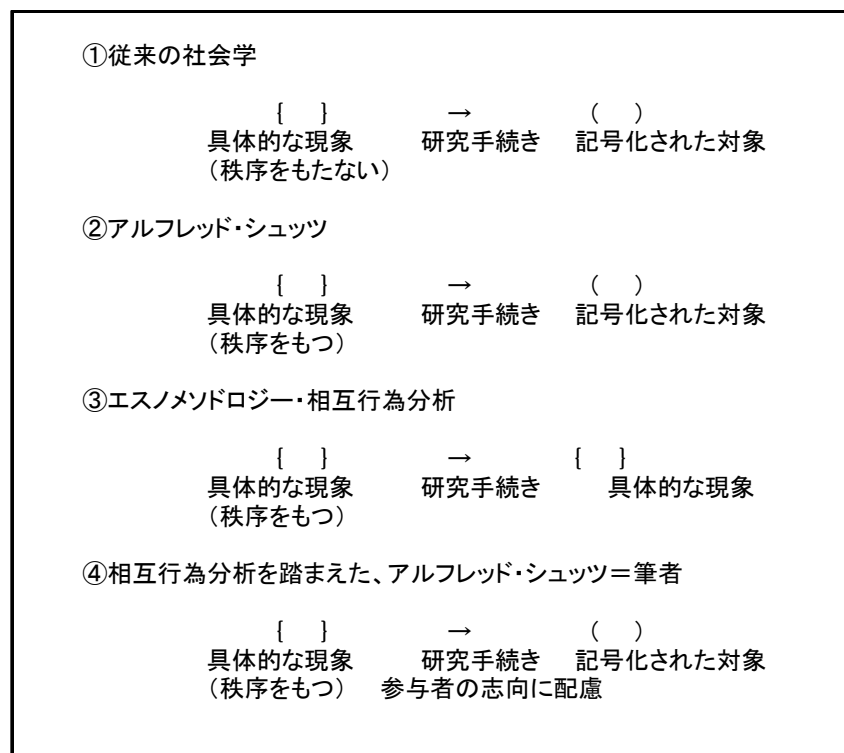 ①従来の社会学
{ } → ( )
具体的な現象 研究手続き 記号化された対象
(秩序をもたない)
②アルフレッド・シュッツ
{ } → ( )
具体的な現象 研究手続き 記号化された対象
(秩序をもつ)
③エスノメソドロジー・相互行為分析
{ } → { }
具体的な現象 研究手続き 具体的な現象
(秩序をもつ)
④相互行為分析を踏まえた、アルフレッド・シュッツ=筆者
{ } → ( )
具体的な現象 研究手続き 記号化された対象
(秩序をもつ) 参与者の志向に配慮